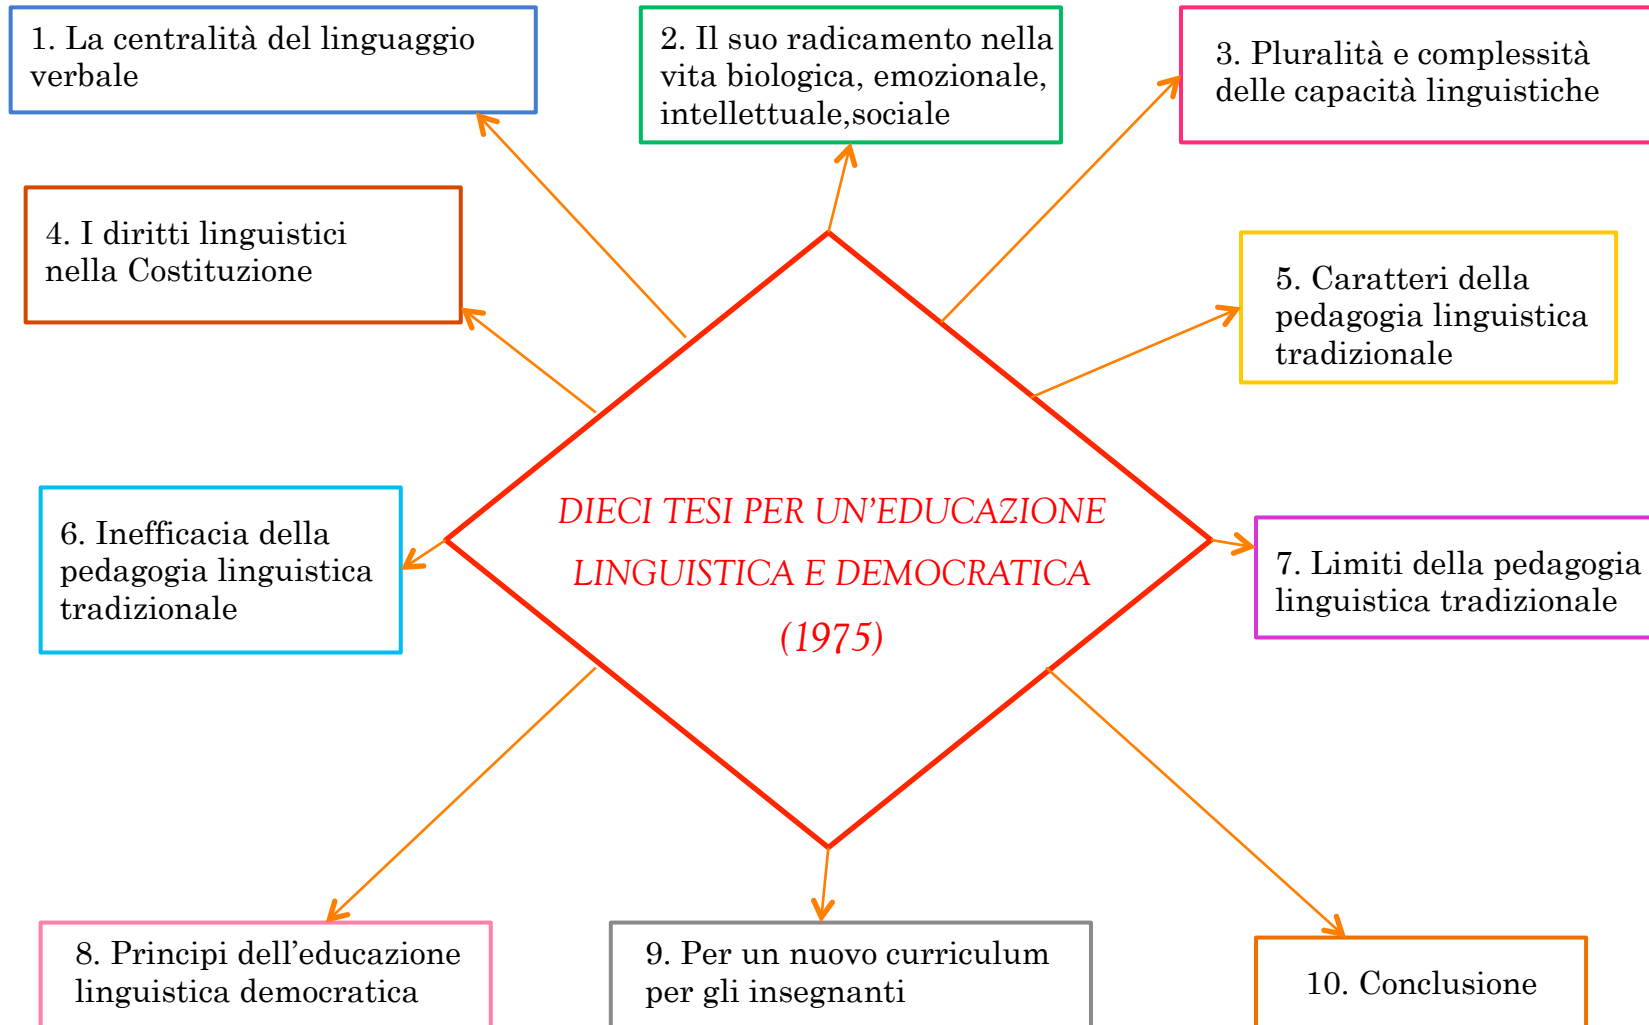 1. La centralità del linguaggio
verbale
2. Il suo radicamento nella
vita biologica, emozionale,
intellettuale,sociale
3. Pluralità e complessità
delle capacità linguistiche
4. I diritti linguistici
nella Costituzione
5. Caratteri della
pedagogia linguistica
tradizionale
DIECI TESI PER UN’EDUCAZIONE
LINGUISTICA E DEMOCRATICA
(1975)
6. Inefficacia della
pedagogia linguistica
tradizionale
7. Limiti della pedagogia
linguistica tradizionale
8. Principi dell’educazione
linguistica democratica
9. Per un nuovo curriculum
per gli insegnanti
10. Conclusione